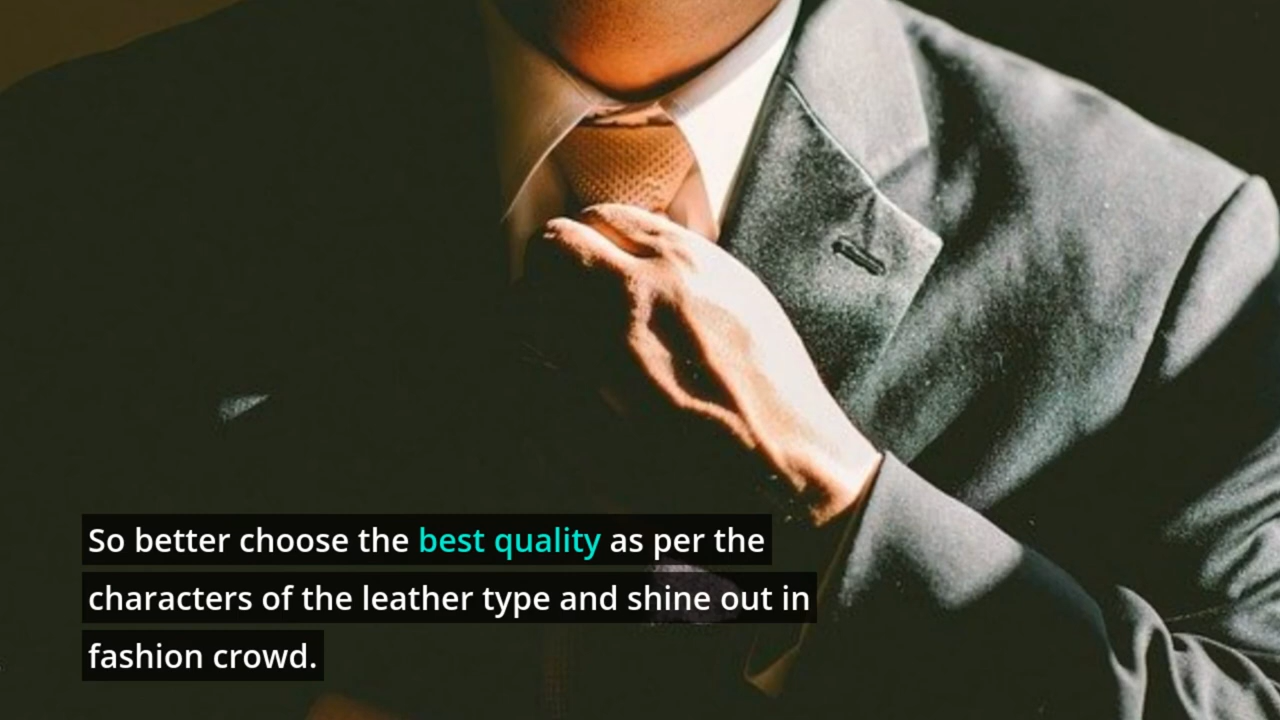 So better choose the best quality as per the
characters of the leather type and shine out in
fashion crowd.